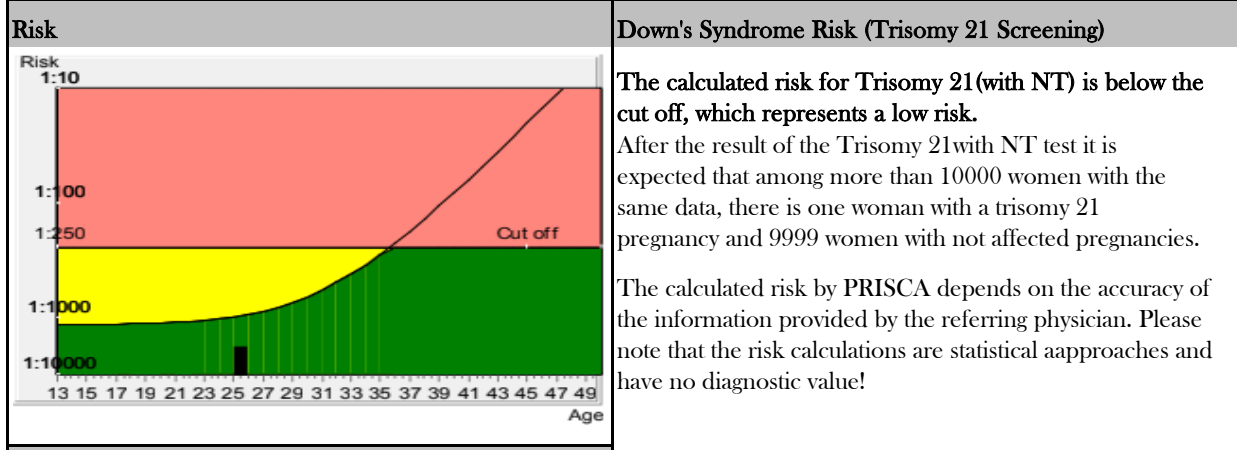 Risk
Down's Syndrome Risk (Trisomy 21 Screening)
Risk
1:10
1:100
1:250
Cut off
1:1000
1:10000
13 15 17 19 21 23 25 27 29 31 33 35 37 39 41 43 45 47 49
Age
The calculated risk for Trisomy 21(with NT) is below the
cut off, which represents a low risk.
After the result of the Trisomy 21with NT test it is
expected that among more than 10000 women with the
same data, there is one woman with a trisomy 21
pregnancy and 9999 women with not affected pregnancies.
The calculated risk by PRISCA depends on the accuracy of
the information provided by the referring physician. Please
note that the risk calculations are statistical aapproaches and
have no diagnostic value!